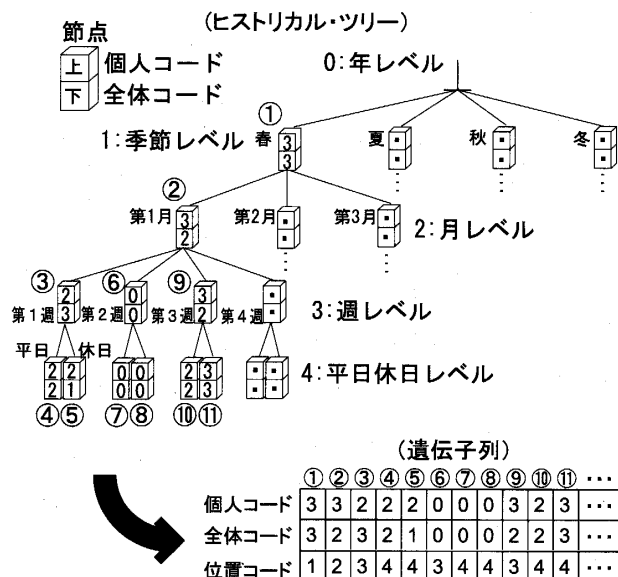 (ヒストリカル・ツリー)
節点
上 個人コード
下 全体コード
0:年レベル
①
1:季節レベル
春 3 3
夏 ・ ・
秋 ・ ・
冬 ・ ・
②
第1月 3 2
第2月 ・ ・
第3月 ・ ・
2:月レベル
③ ⑥ ⑨
第1週 2 3
第2週 0 0
第3週 3 2
第4週 ・ ・
3:週レベル
平日 休日
2 2 0 0 2 3 ・ ・
2 1 0 0 2 3 ・ ・
4:平日休日レベル
④⑤ ⑦⑧ ⑩⑪
(遺伝子列)
① ② ③ ④ ⑤ ⑥ ⑦ ⑧ ⑨ ⑩ ⑪ ・・・
個人コード 3 3 2 2 2 0 0 0 3 2 3 ・・・
全体コード 3 2 3 2 1 0 0 0 2 2 3 ・・・
位置コード 1 2 3 4 4 3 4 4 3 4 4 ・・・